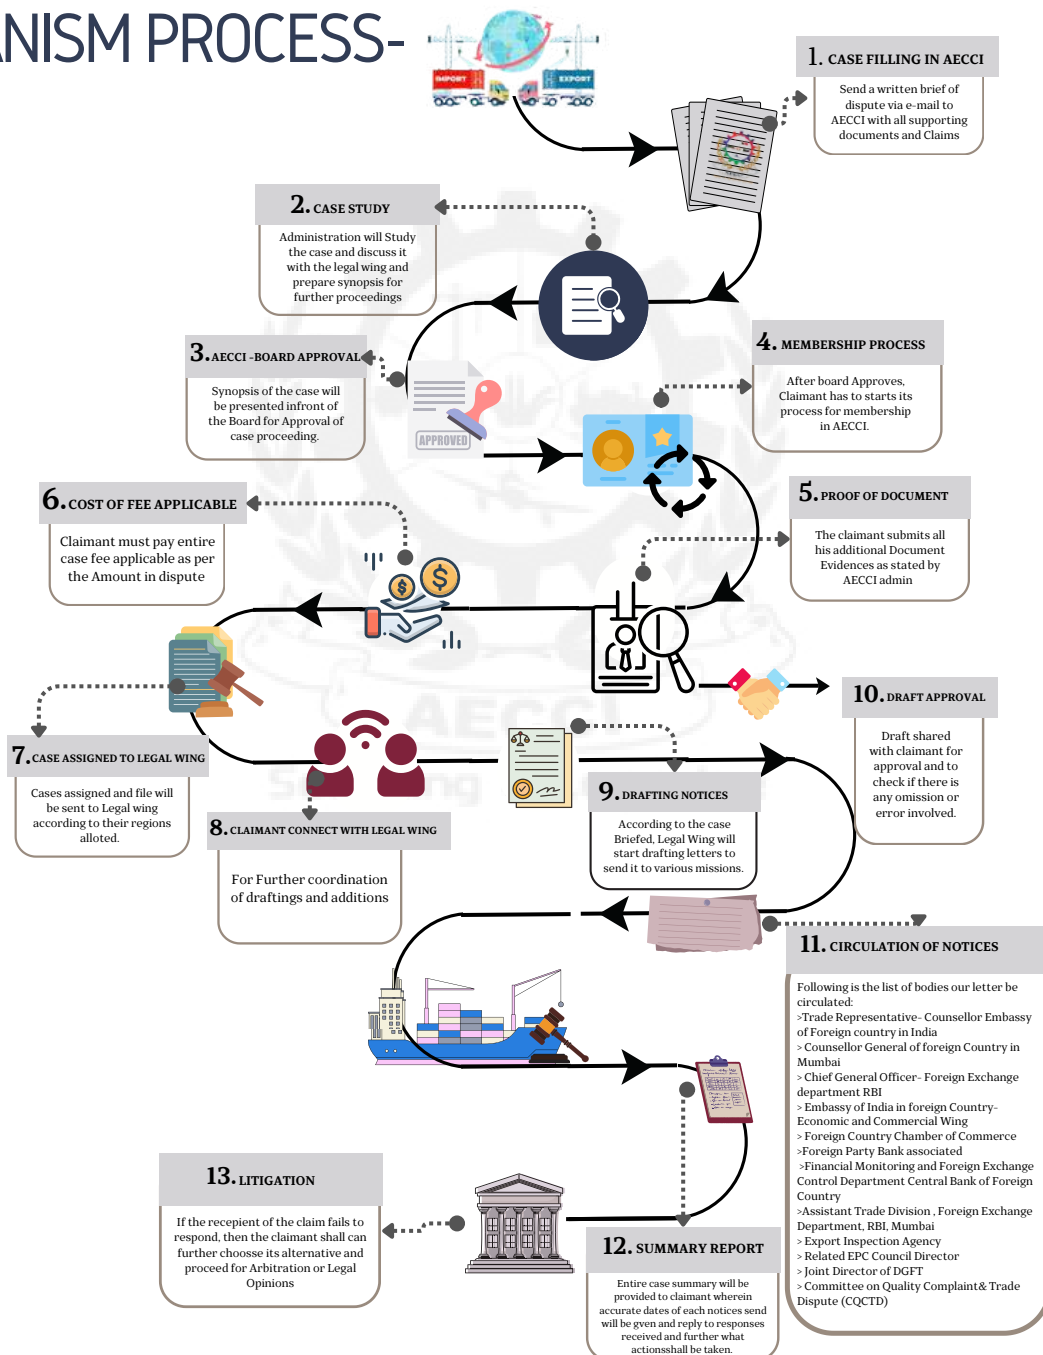 ANISM PROCESS-
IMPORT
EXPORT
1. CASE FILLING IN AECCI
Send a written brief of
dispute via e-mail to
AECCI with all supporting
documents and Claims
2. CASE STUDY
Administration will Study
the case and discuss it
with the legal wing and
prepare synopsis for
further proceedings
3. AECCI -BOARD APPROVAL
Synopsis of the case will
be presented infront of
the Board for Approval of
case proceeding.
APPROVED
4. MEMBERSHIP PROCESS
After board Approves,
Claimant has to starts its
process for membership
in AECCI.
5. PROOF OF DOCUMENT
The claimant submits all
his additional Document
Evidences as stated by
AECCI admin
6. COST OF FEE APPLICABLE
Claimant must pay entire
case fee applicable as per
the Amount in dispute
7. CASE ASSIGNED TO LEGAL WING
Cases assigned and file will
be sent to Legal wing
according to their regions
alloted.
AECCI
8. CLAIMANT CONNECT WITH LEGAL WING
For Further coordination
of draftings and additions
9. DRAFTING NOTICES
According to the case
Briefed, Legal Wing will
start drafting letters to
send it to various missions.
10. DRAFT APPROVAL
Draft shared
with claimant for
approval and to
check if there is
any omission or
error involved.
11. CIRCULATION OF NOTICES
Following is the list of bodies our letter be
circulated:
>Trade Representative- Counsellor Embassy
of Foreign country in India
> Counsellor General of foreign Country in
Mumbai
> Chief General Officer- Foreign Exchange
department RBI
> Embassy of India in foreign Country-
Economic and Commercial Wing
> Foreign Country Chamber of Commerce
>Foreign Party Bank associated
>Financial Monitoring and Foreign Exchange
Control Department Central Bank of Foreign
Country
>Assistant Trade Division , Foreign Exchange
Department, RBI, Mumbai
> Export Inspection Agency
> Related EPC Council Director
> Joint Director of DGFT
> Committee on Quality Complaint& Trade
Dispute (CQCTD)
12. SUMMARY REPORT
Entire case summary will be
provided to claimant wherein
accurate dates of each notices send
will be gven and reply to responses
received and further what
actionsshall be taken.
13. LITIGATION
If the recepient of the claim fails to
respond, then the claimant shall can
further choosse its alternative and
proceed for Arbitration or Legal
Opinions